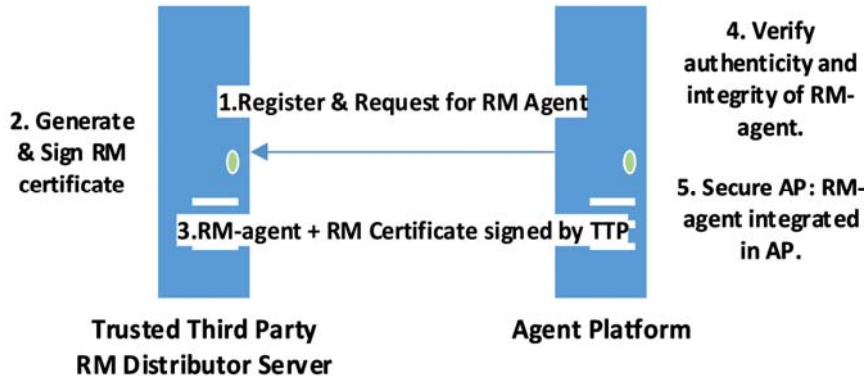 1.Register & Request for RM Agent
2. Generate
& Sign RM
certificate
3.RM-agent + RM Certificate signed by TTP
4. Verify
authenticity and
integrity of RM-
agent.
5. Secure AP: RM-
agent integrated
in AP.
Trusted Third Party
RM Distributor Server
Agent Platform